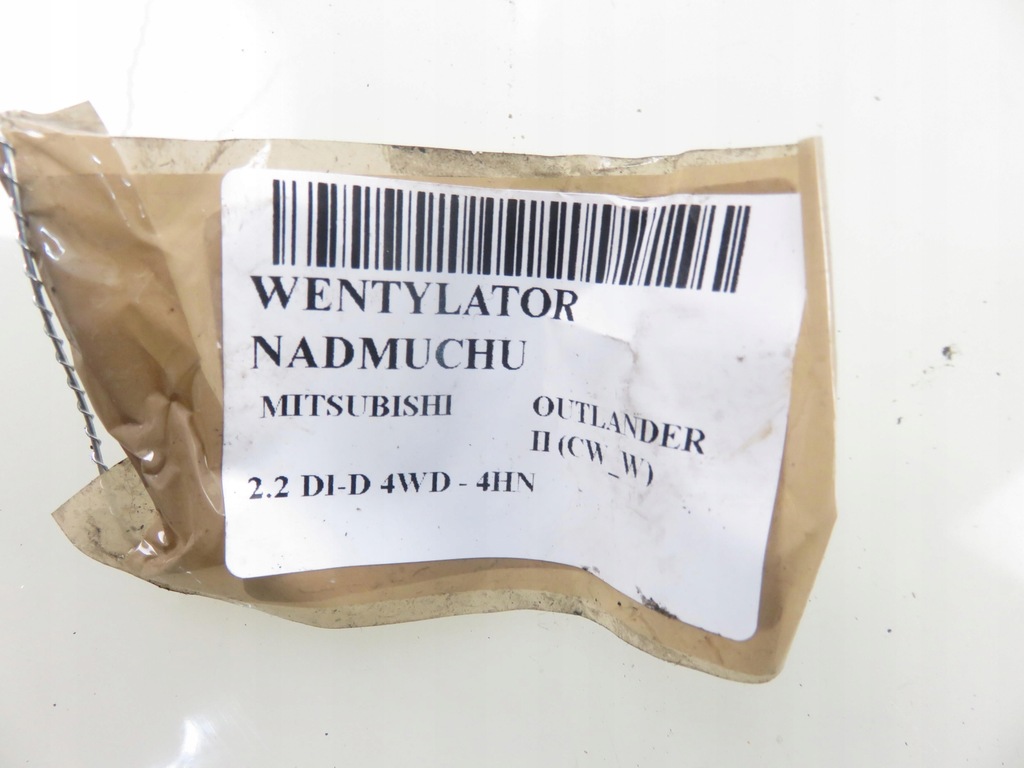 WENTYLATOR
NADMUCHU
MITSUBISHI OUTLANDER
II (CW_W)
2.2 DI-D 4WD - 4HN